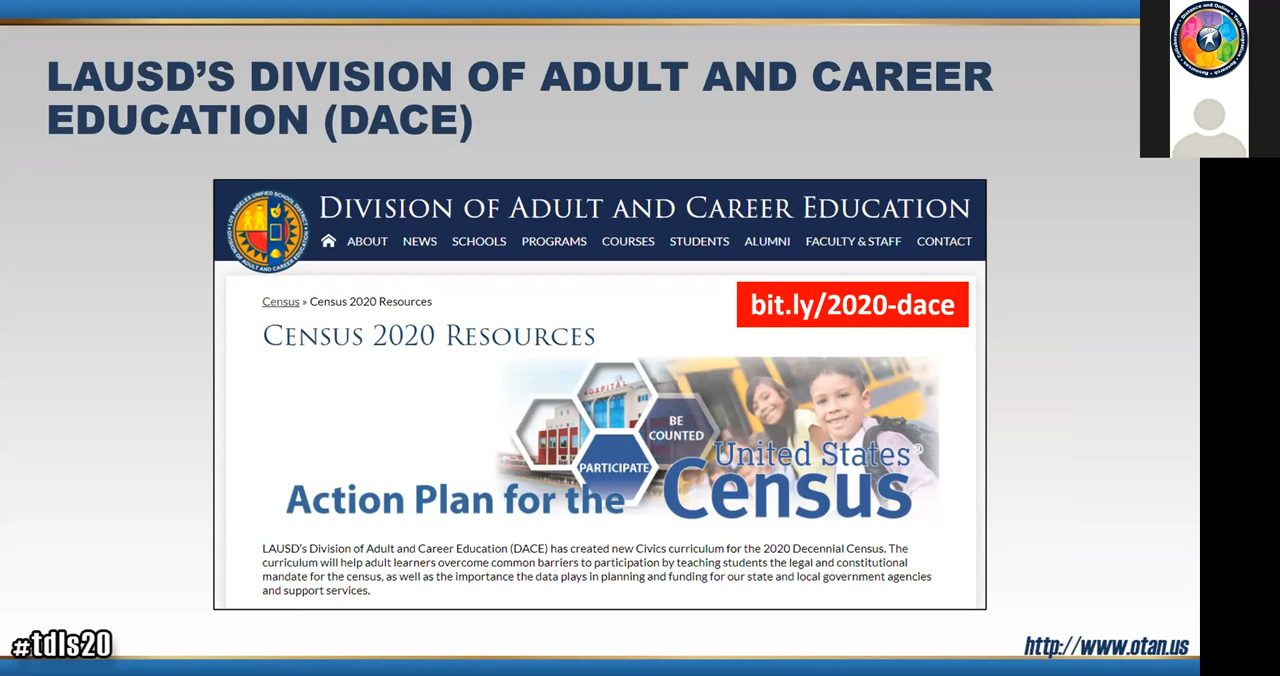 LAUSD'S DIVISION OF ADULT AND CAREER
EDUCATION (DACE)
DIVISION OF ADULT AND CAREER EDUCATION
ABOUT NEWS SCHOOLS PROGRAMS COURSES STUDENTS ALUMNI FACULTY & STAFF CONTACT
Census » Census 2020 Resources
bit.ly/2020-dace
CENSUS 2020 RESOURCES
HOSPITAL
BE
COUNTED
PARTICIPATE
United States®
Action Plan for the Census
LAUSD's Division of Adult and Career Education (DACE) has created new Civics curriculum for the 2020 Decennial Census. The
curriculum will help adult learners overcome common barriers to participation by teaching students the legal and constitutional
mandate for the census, as well as the importance the data plays in planning and funding for our state and local government agencies
and support services.
#tdls20
http://www.otan.us